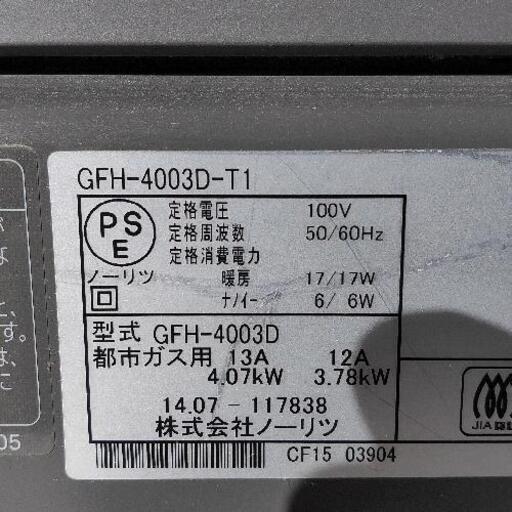 GFH-4003D-T1
PS
E
定格電圧 100V
定格周波数 50/60Hz
定格消費電力
ノーリツ 暖房 17/17W
ナノイー 6/ 6W
型式 GFH-4003D
都市ガス用 13A 12A
4.07kW 3.78kW
14.07 - 117838
株式会社ノーリツ
CF15 03904
JIA
す。
は、
に
05